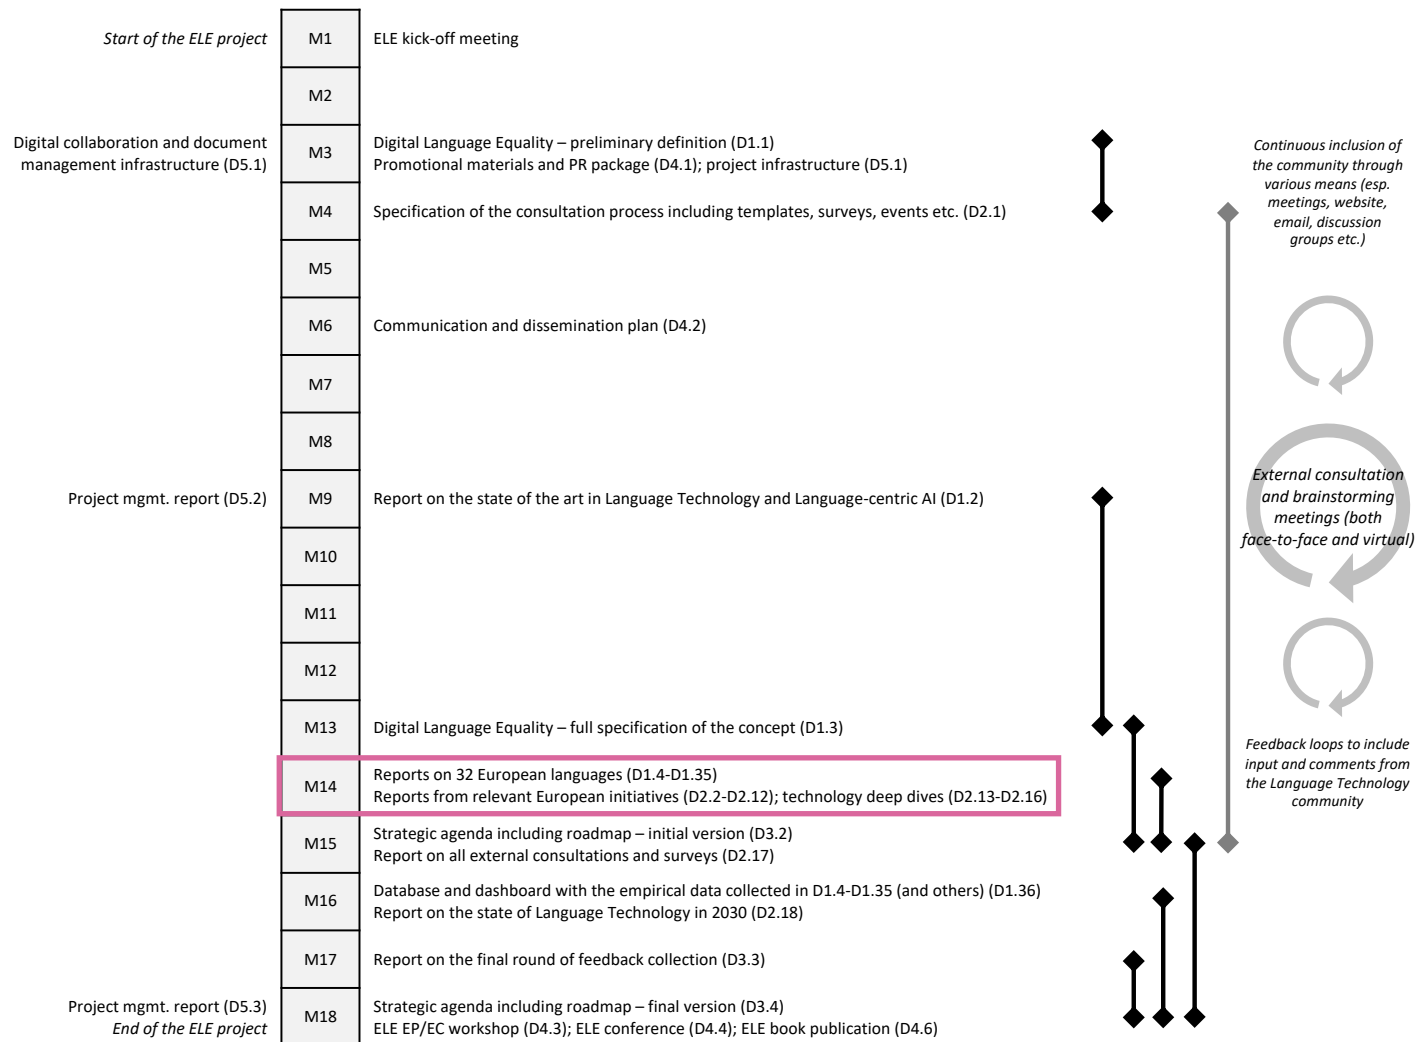 Start of the ELE project
M1
ELE kick-off meeting
M2
Digital collaboration and document
management infrastructure (D5.1)
M3
Digital Language Equality – preliminary definition (D1.1)
Promotional materials and PR package (D4.1); project infrastructure (D5.1)
M4
Specification of the consultation process including templates, surveys, events etc. (D2.1)
M5
M6
Communication and dissemination plan (D4.2)
M7
M8
Project mgmt. report (D5.2)
M9
Report on the state of the art in Language Technology and Language-centric AI (D1.2)
M10
M11
M12
M13
Digital Language Equality – full specification of the concept (D1.3)
M14
Reports on 32 European languages (D1.4-D1.35)
Reports from relevant European initiatives (D2.2-D2.12); technology deep dives (D2.13-D2.16)
M15
Strategic agenda including roadmap – initial version (D3.2)
Report on all external consultations and surveys (D2.17)
M16
Database and dashboard with the empirical data collected in D1.4-D1.35 (and others) (D1.36)
Report on the state of Language Technology in 2030 (D2.18)
M17
Report on the final round of feedback collection (D3.3)
Project mgmt. report (D5.3)
End of the ELE project
M18
Strategic agenda including roadmap – final version (D3.4)
ELE EP/EC workshop (D4.3); ELE conference (D4.4); ELE book publication (D4.6)
Continuous inclusion of
the community through
various means (esp.
meetings, website,
email, discussion
groups etc.)
External consultation
and brainstorming
meetings (both
face-to-face and virtual)
Feedback loops to include
input and comments from
the Language Technology
community